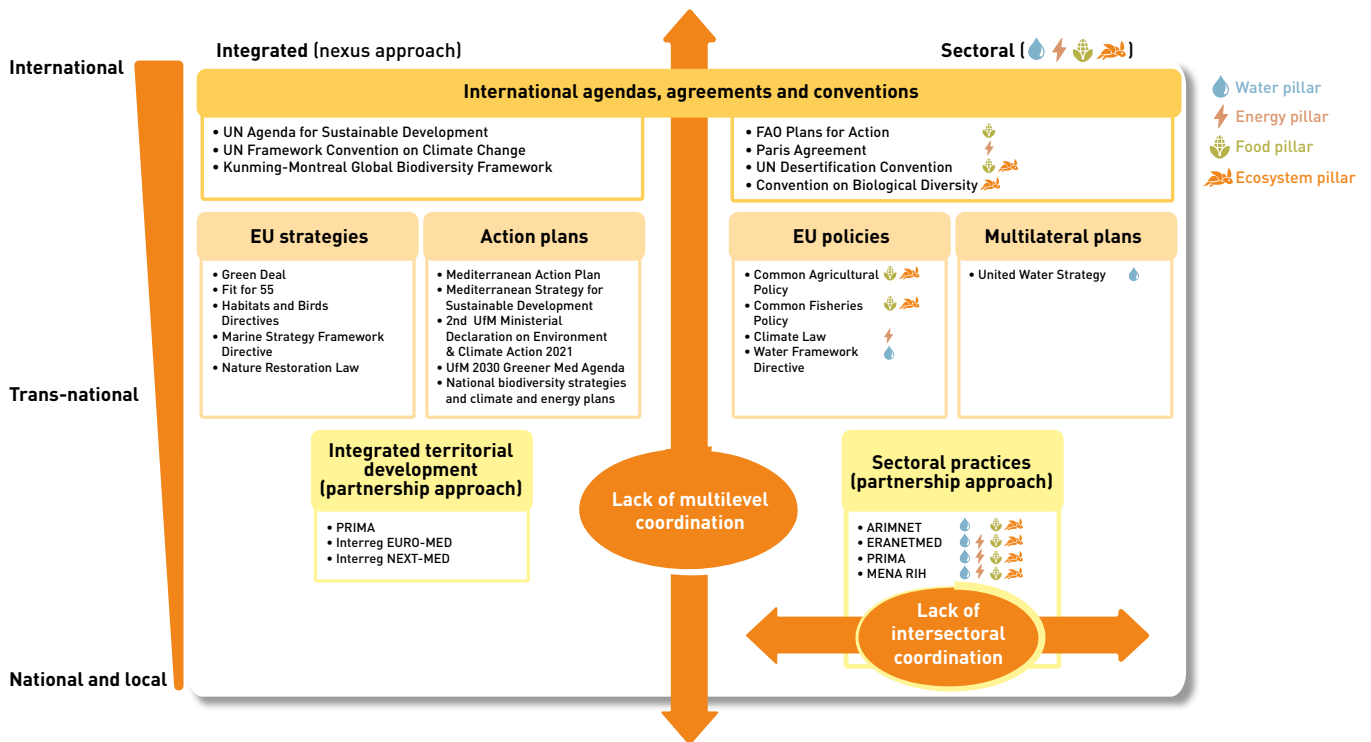 Integrated (nexus approach)
Sectoral ( )
International
International agendas, agreements and conventions
• UN Agenda for Sustainable Development
• UN Framework Convention on Climate Change
• Kunming-Montreal Global Biodiversity Framework
• FAO Plans for Action
• Paris Agreement
• UN Desertification Convention
• Convention on Biological Diversity
Water pillar
Energy pillar
Food pillar
Ecosystem pillar
EU strategies
• Green Deal
• Fit for 55
• Habitats and Birds
Directives
• Marine Strategy Framework
Directive
• Nature Restoration Law
Action plans
• Mediterranean Action Plan
• Mediterranean Strategy for
Sustainable Development
• 2nd UfM Ministerial
Declaration on Environment
& Climate Action 2021
• UfM 2030 Greener Med Agenda
• National biodiversity strategies
and climate and energy plans
EU policies
• Common Agricultural
Policy
• Common Fisheries
Policy
• Climate Law
• Water Framework
Directive
Multilateral plans
• United Water Strategy
Trans-national
Integrated territorial
development
(partnership approach)
• PRIMA
• Interreg EURO-MED
• Interreg NEXT-MED
Lack of multilevel
coordination
Sectoral practices
(partnership approach)
• ARIMNET
• ERANETMED
• PRIMA
• MENA RIH
Lack of
intersectoral
coordination
National and local